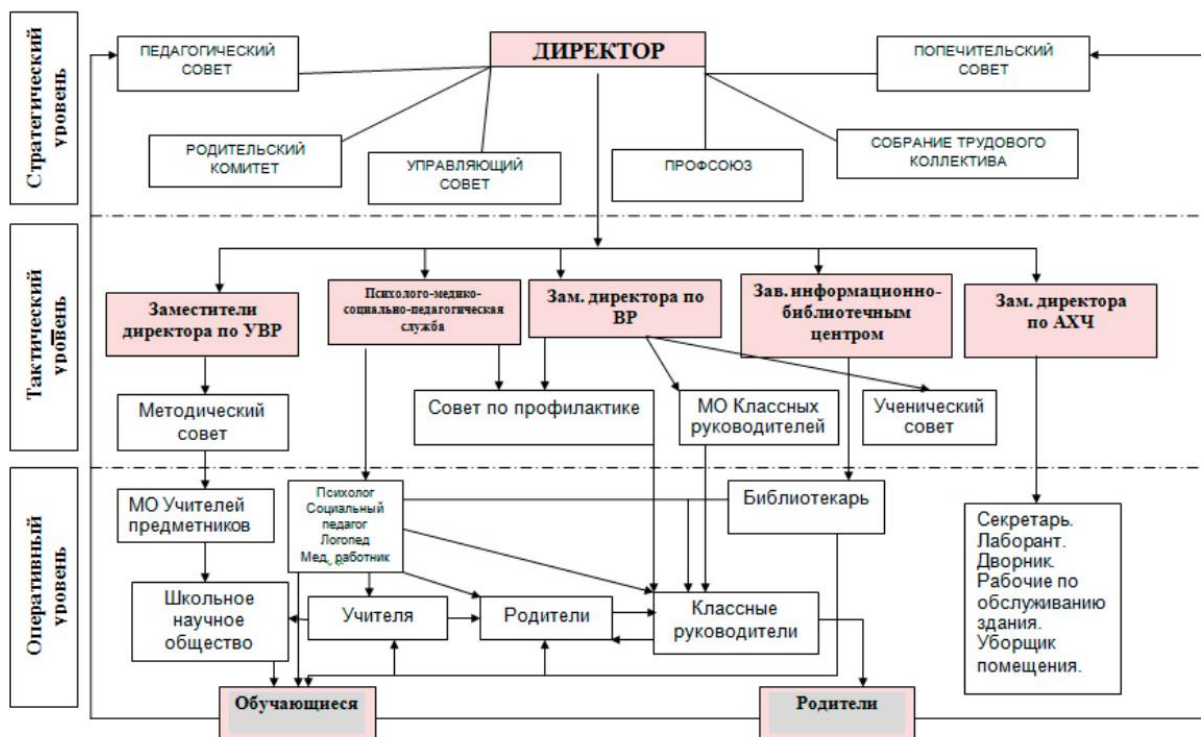 Стратегический
уровень
ПЕДАГОГИЧЕСКИЙ
СОВЕТ
ДИРЕКТОР
ПОПЕЧИТЕЛЬСКИЙ
СОВЕТ
РОДИТЕЛЬСКИЙ
КОМИТЕТ
УПРАВЛЯЮЩИЙ
СОВЕТ
ПРОФСОЮЗ
СОБРАНИЕ ТРУДОВОГО
КОЛЛЕКТИВА
Тактический
уровень
Заместители
директора по УВР
Психолого-медико-
социально-педагогическая
служба
Зам. директора по
ВР
Зав. информационно-
библиотечным
центром
Зам. директора
по АХЧ
Методический
совет
Совет по профилактике
МО Классных
руководителей
Ученический
совет
Оперативный
уровень
МО Учителей
предметников
Психолог
Социальный
педагог
Логопед
Мед, работник
Библиотекарь
Секретарь.
Лаборант.
Дворник.
Рабочие по
обслуживанию
здания.
Уборщик
помещения.
Школьное
научное
общество
Учителя
Родители
Классные
руководители
Обучающиеся
Родители